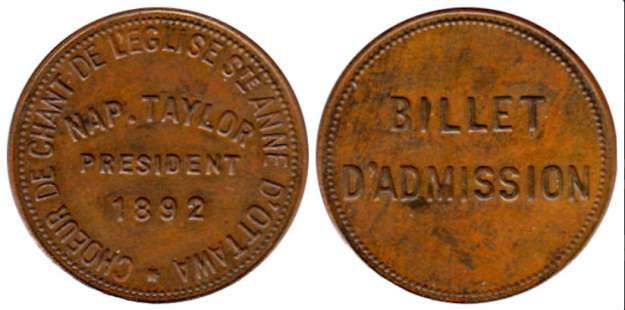 CHOEUR DE CHANT DE L'EGLISE STE ANNE D'OTTAWA *
NAP. TAYLOR
PRESIDENT
1892
BILLET
D'ADMISSION